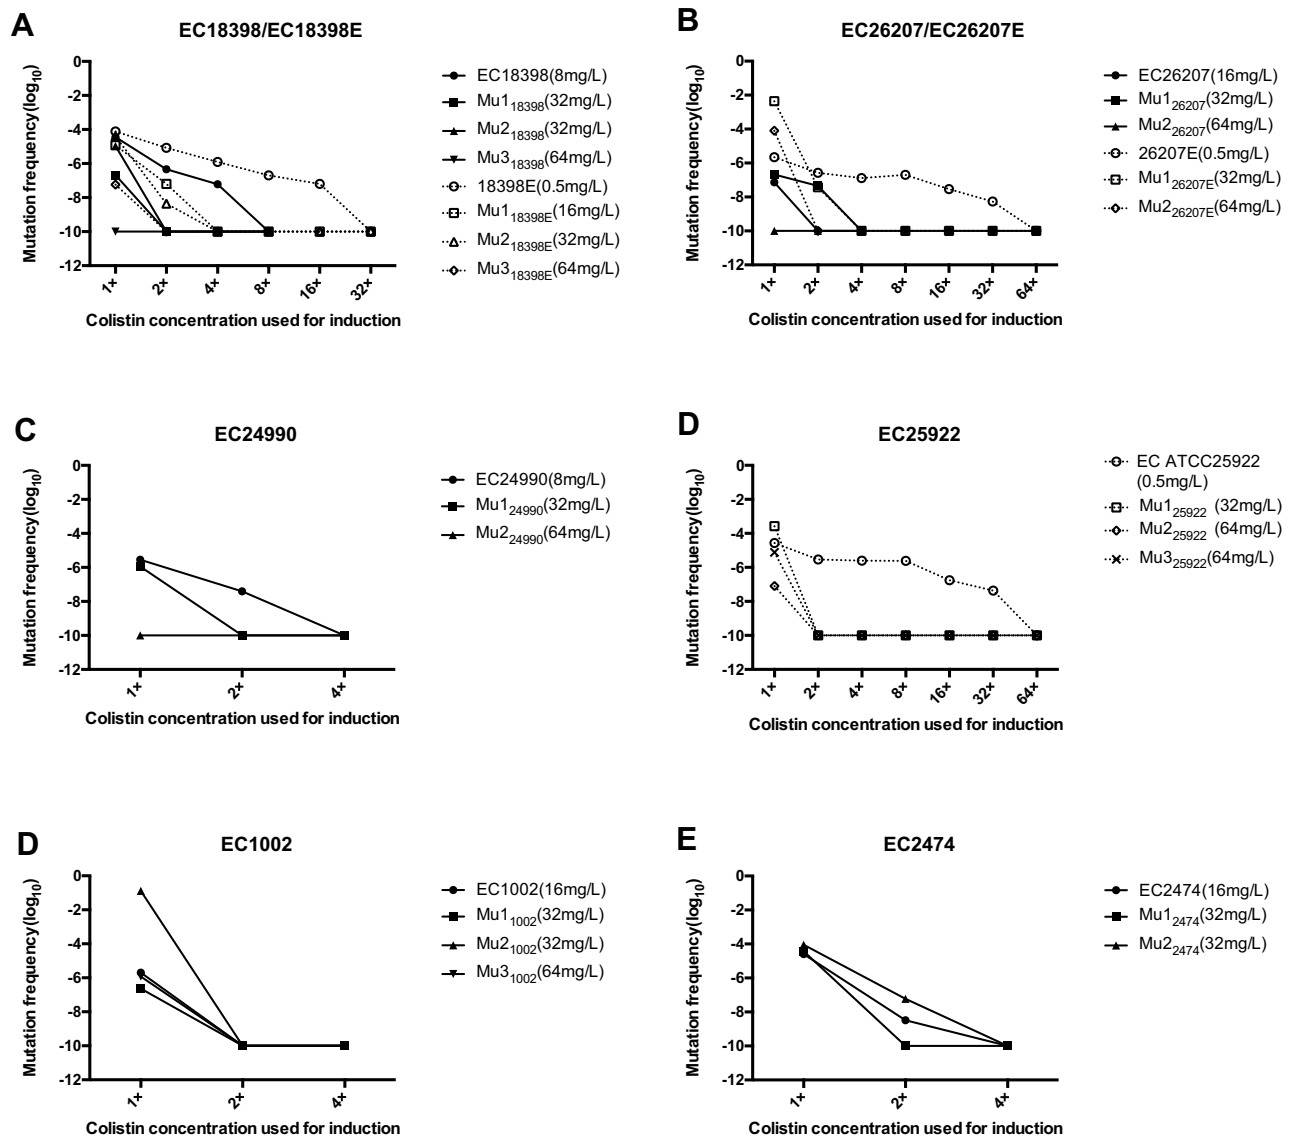 A
EC18398/EC18398E
Mutation frequency(log10)
0
-2
-4
-6
-8
-10
-12
1×
2×
4×
8×
16×
32×
Colistin concentration used for induction
EC18398(8mg/L)
Mu118398(32mg/L)
Mu218398(32mg/L)
Mu318398(64mg/L)
18398E(0.5mg/L)
Mu118398E(16mg/L)
Mu218398E(32mg/L)
Mu318398E(64mg/L)
B
EC26207/EC26207E
Mutation frequency(log10)
0
-2
-4
-6
-8
-10
-12
1×
2×
4×
8×
16×
32×
64×
Colistin concentration used for induction
EC26207(16mg/L)
Mu126207(32mg/L)
Mu226207(64mg/L)
26207E(0.5mg/L)
Mu126207E(32mg/L)
Mu226207E(64mg/L)
C
EC24990
Mutation frequency(log10)
0
-2
-4
-6
-8
-10
-12
1×
2×
4×
Colistin concentration used for induction
EC24990(8mg/L)
Mu124990(32mg/L)
Mu224990(64mg/L)
D
EC25922
Mutation frequency(log10)
0
-2
-4
-6
-8
-10
-12
1×
2×
4×
8×
16×
32×
64×
Colistin concentration used for induction
EC ATCC25922
(0.5mg/L)
Mu125922 (32mg/L)
Mu225922 (64mg/L)
Mu325922(64mg/L)
D
EC1002
Mutation frequency(log10)
0
-2
-4
-6
-8
-10
-12
1×
2×
4×
Colistin concentration used for induction
EC1002(16mg/L)
Mu11002(32mg/L)
Mu21002(32mg/L)
Mu31002(64mg/L)
E
EC2474
Mutation frequency(log10)
0
-2
-4
-6
-8
-10
-12
1×
2×
4×
Colistin concentration used for induction
EC2474(16mg/L)
Mu12474(32mg/L)
Mu22474(32mg/L)